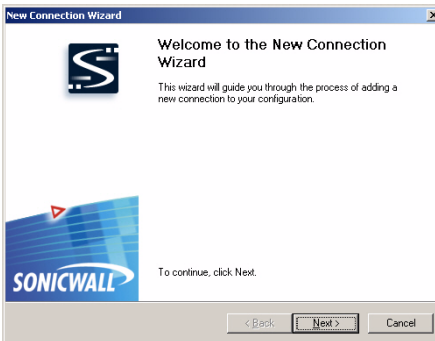 New Connection Wizard
Welcome to the New Connection
Wizard
This wizard will guide you through the process of adding a
new connection to your configuration.
SONICWALL
To continue, click Next.
< Back
Next >
Cancel